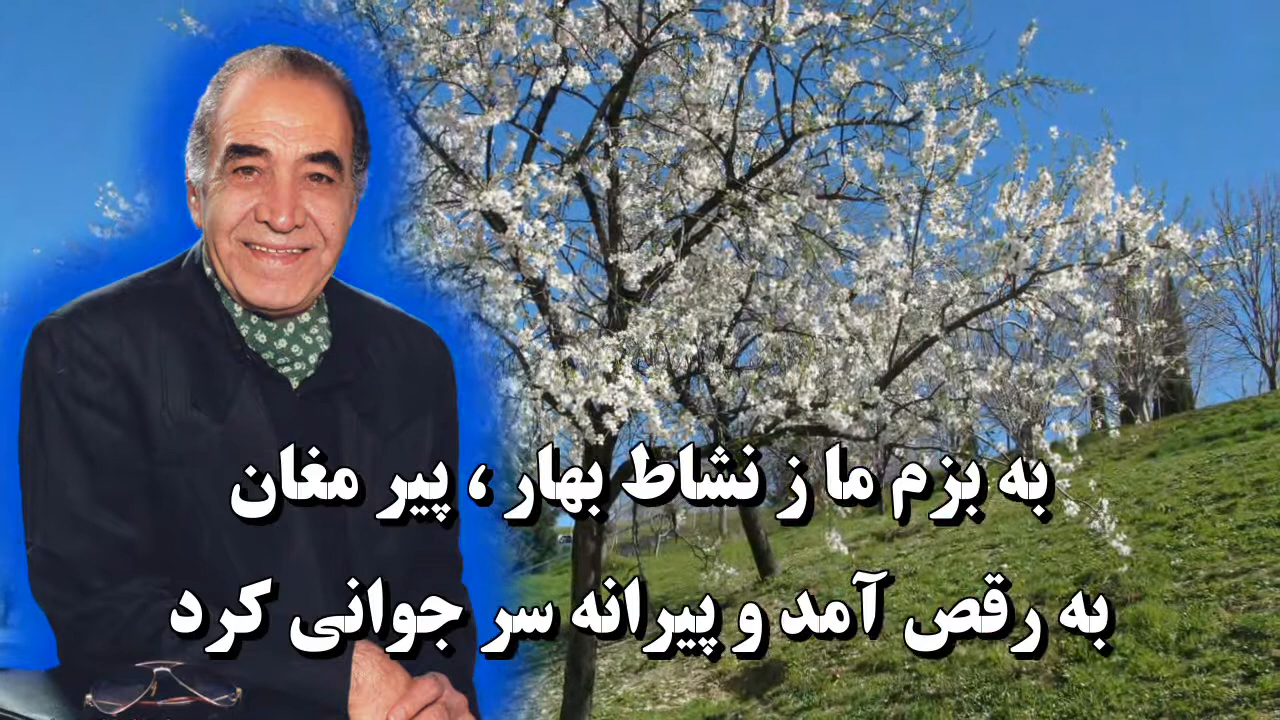 به بزم ما ز نشاط بهار ، پیر مغان
به رقص آمد و پیرانه سر جوانی کرد